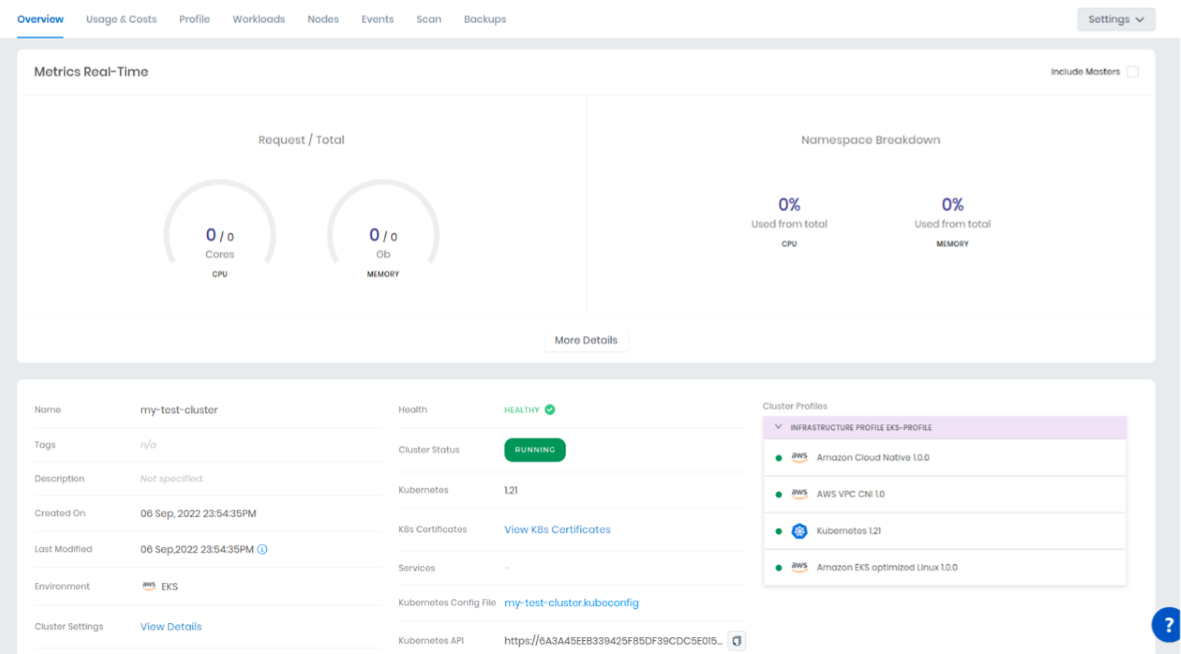 Overview Usage & Costs Profile Workloads Nodes Events Scan Backups Settings
Metrics Real-Time Include Masters
Request / Total Namespace Breakdown
0 / 0 0 / 0 0% 0%
Cores Gb Used from total Used from total
CPU MEMORY CPU MEMORY
More Details
Name my-test-cluster Health HEALTHY Cluster Profiles
INFRASTRUCTURE PROFILE EKS-PROFILE
Tags n/a Cluster Status RUNNING
aws Amazon Cloud Native 1.0.0
Description Not specified. Kubernetes 1.21 aws AWS VPC CNI 1.0
Created On 06 Sep, 2022 23:54:35PM K8s Certificates View K8s Certificates Kubernetes 1.21
Last Modified 06 Sep,2022 23:54:35PM Services - aws Amazon EKS optimized Linux 1.0.0
Environment aws EKS Kubernetes Config File my-test-cluster.kubeconfig
Cluster Settings View Details Kubernetes API https://6A3A45EEB339425F85DF39CDC5E015...
?